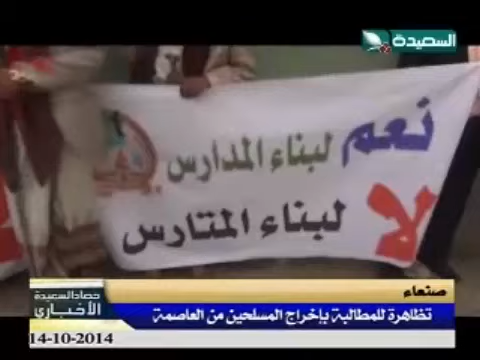 السعيدة
نعم لبناء المدارس
لا لبناء المتارس
صنعاء
حصاد السعيدة
الأخباري
تظاهرة للمطالبة بإخراج المسلحين من العاصمة
14-10-2014